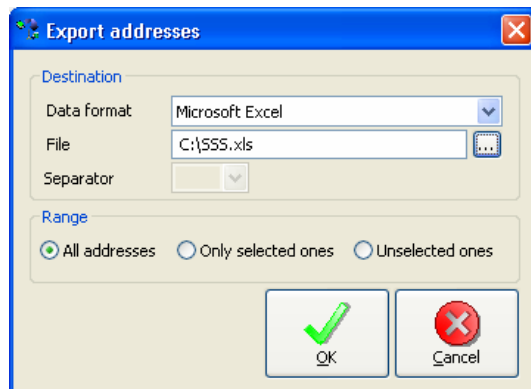 Export addresses
Destination
Data format Microsoft Excel
File C:\SSS.xls ...
Separator
Range
All addresses Only selected ones Unselected ones
OK Cancel